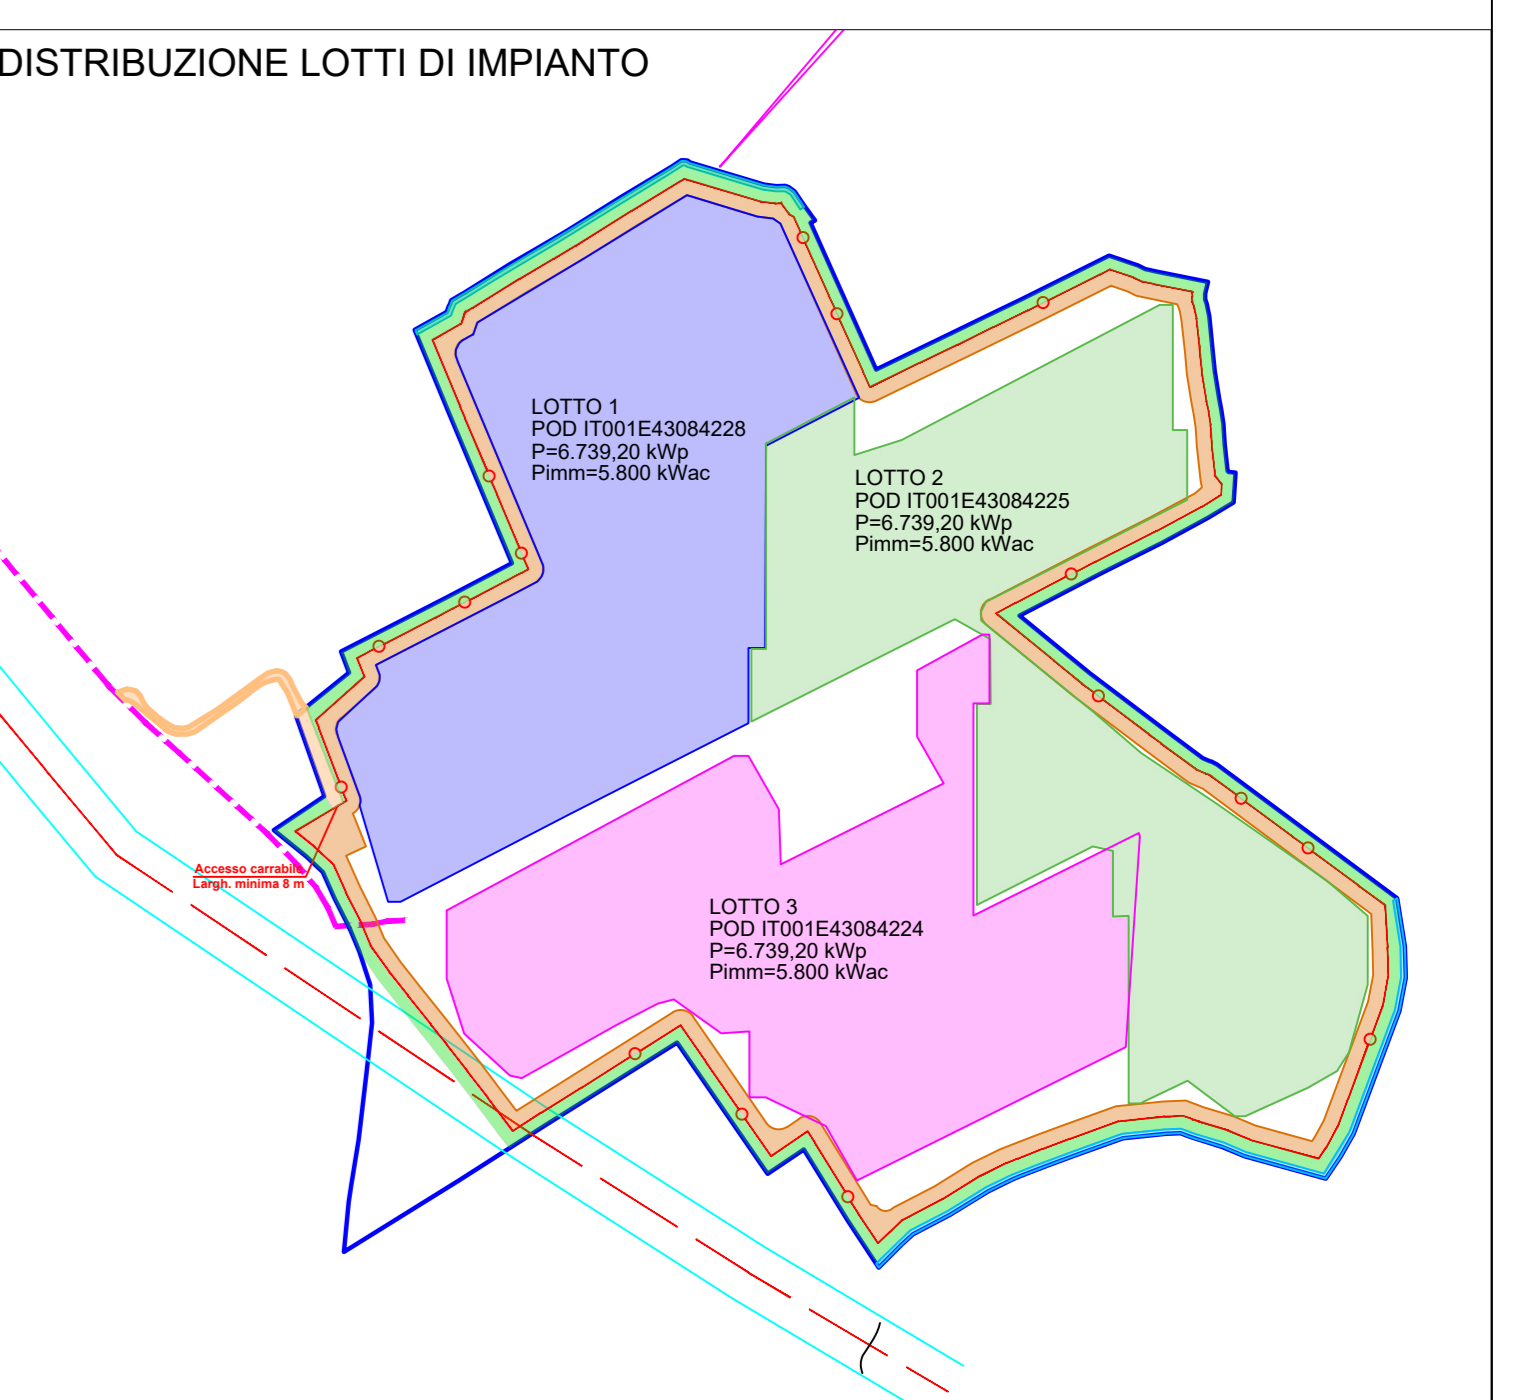 DISTRIBUZIONE LOTTI DI IMPIANTO
LOTTO 1
POD IT001E43084228
P=6.739,20 kWp
Pimm=5.800 kWac
LOTTO 2
POD IT001E43084225
P=6.739,20 kWp
Pimm=5.800 kWac
Accesso carrabile
Largh. minima 8 m
LOTTO 3
POD IT001E43084224
P=6.739,20 kWp
Pimm=5.800 kWac